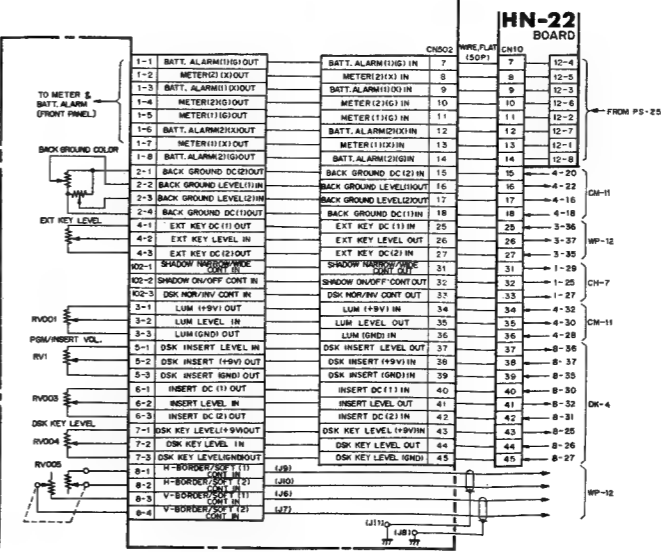 HN-22
BOARD
CN502 WIRE,FLAT (50P) CN10
TO METER &
BATT. ALARM
(FRONT PANEL)
FROM PS-25
1-1 BATT. ALARM(1)(G)OUT BATT. ALARM(1)(G) IN 7 7 12-4
1-2 METER(2)(X)OUT METER(2)(X) IN 8 8 12-5
1-3 BATT. ALARM(1)(X)OUT BATT. ALARM(1)(X) IN 9 9 12-3
1-4 METER(2)(G)OUT METER(2)(G) IN 10 10 12-6
1-5 METER(1)(G)OUT METER(1)(G) IN 11 11 12-2
1-6 BATT. ALARM(2)(X)OUT BATT. ALARM(2)(X)IN 12 12 12-7
1-7 METER(1)(X)OUT METER(1)(X) IN 13 13 12-1
1-8 BATT. ALARM(2)(G)OUT BATT. ALARM(2)(G)IN 14 14 12-8
BACK GROUND COLOR
2-1 BACK GROUND DC(2)OUT BACK GROUND DC(2)IN 15 15 4-20
2-2 BACK GROUND LEVEL(1)IN BACK GROUND LEVEL(1)OUT 16 16 4-22
2-3 BACK GROUND LEVEL(2)IN BACK GROUND LEVEL(2)OUT 17 17 4-16
2-4 BACK GROUND DC(1)OUT BACK GROUND DC(1)IN 18 18 4-18
CM-11
EXT KEY LEVEL
4-1 EXT KEY DC(1)OUT EXT KEY DC(1)IN 25 25 3-36
4-2 EXT KEY LEVEL IN EXT KEY LEVEL OUT 26 26 3-37
4-3 EXT KEY DC(2)OUT EXT KEY DC(2)IN 27 27 3-35
WP-12
102-1 SHADOW NARROW/WIDE CONT IN SHADOW NARROW/WIDE CONT OUT 31 31 1-29
102-2 SHADOW ON/OFF CONT IN SHADOW ON/OFF CONT OUT 32 32 1-25
102-3 DSK NOR/INV CONT IN DSK NOR/INV CONT OUT 33 33 1-27
CH-7
RV001
3-1 LUM (+9V) OUT LUM (+9V) IN 34 34 4-32
3-2 LUM LEVEL IN LUM LEVEL OUT 35 35 4-30
3-3 LUM (GND) OUT LUM (GND) IN 36 36 4-28
CM-11
PGM/INSERT VOL.
RV1
5-1 DSK INSERT LEVEL IN DSK INSERT LEVEL OUT 37 37 8-36
5-2 DSK INSERT (+9V) OUT DSK INSERT (+9V) IN 38 38 8-37
5-3 DSK INSERT (GND)OUT DSK INSERT (GND)IN 39 39 8-35
RV003
6-1 INSERT DC (1) OUT INSERT DC (1) IN 40 40 8-30
6-2 INSERT LEVEL IN INSERT LEVEL OUT 41 41 8-32
6-3 INSERT DC (2) OUT INSERT DC (2) IN 42 42 8-31
DSK KEY LEVEL
RV004
7-1 DSK KEY LEVEL(+9V)OUT DSK KEY LEVEL (+9V)IN 43 43 8-25
7-2 DSK KEY LEVEL IN DSK KEY LEVEL OUT 44 44 8-26
7-3 DSK KEY LEVEL(GND)OUT DSK KEY LEVEL (GND) 45 45 8-27
DK-4
RV005
8-1 H-BORDER/SOFT (1) CONT IN (J9)
8-2 H-BORDER/SOFT (2) CONT IN (J10)
8-3 V-BORDER/SOFT (1) CONT IN (J6)
8-4 V-BORDER/SOFT (2) CONT IN (J7)
WP-12
(J11)
(J8)